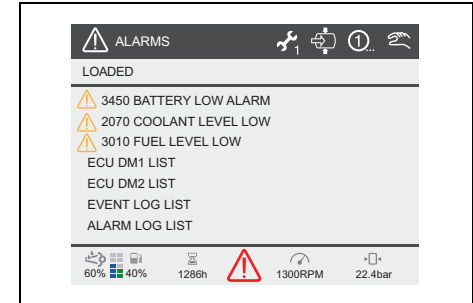 ALARMS 1 1...
LOADED
3450 BATTERY LOW ALARM
2070 COOLANT LEVEL LOW
3010 FUEL LEVEL LOW
ECU DM1 LIST
ECU DM2 LIST
EVENT LOG LIST
ALARM LOG LIST
60% 40% 1286h 1300RPM 22.4bar